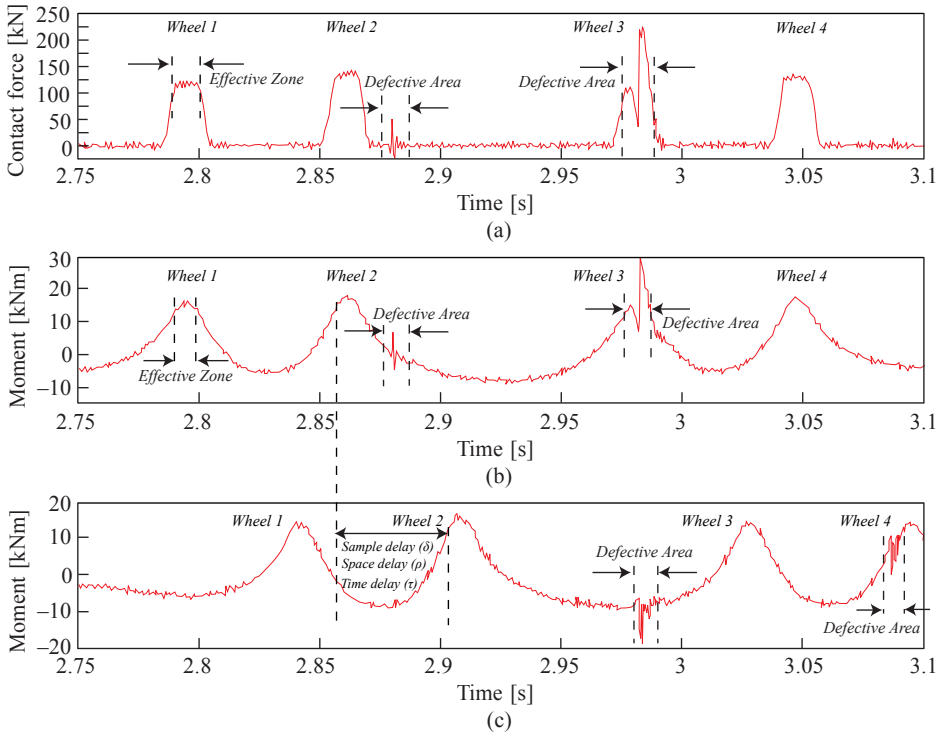 Contact force [kN]
250
200
150
100
50
0
Wheel 1
Wheel 2
Wheel 3
Wheel 4
Effective Zone
Defective Area
Defective Area
2.75 2.8 2.85 2.9 2.95 3 3.05 3.1
Time [s]
(a)
Moment [kNm]
30
20
10
0
–10
Wheel 1
Wheel 2
Wheel 3
Wheel 4
Effective Zone
Defective Area
Defective Area
2.75 2.8 2.85 2.9 2.95 3 3.05 3.1
Time [s]
(b)
Moment [kNm]
20
10
0
–10
–20
Wheel 1
Wheel 2
Wheel 3
Wheel 4
Sample delay (δ)
Space delay (ρ)
Time delay (τ)
Defective Area
Defective Area
2.75 2.8 2.85 2.9 2.95 3 3.05 3.1
Time [s]
(c)